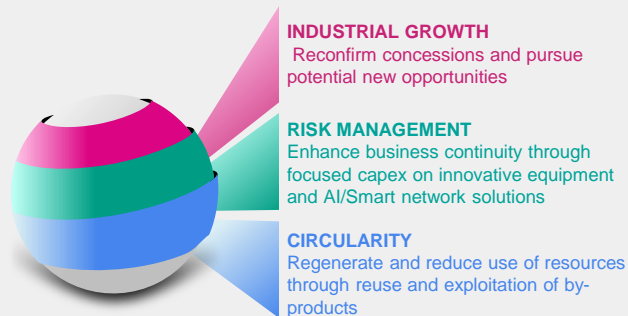 INDUSTRIAL GROWTH
Reconfirm concessions and pursue
potential new opportunities
RISK MANAGEMENT
Enhance business continuity through
focused capex on innovative equipment
and AI/Smart network solutions
CIRCULARITY
Regenerate and reduce use of resources
through reuse and exploitation of by-
products